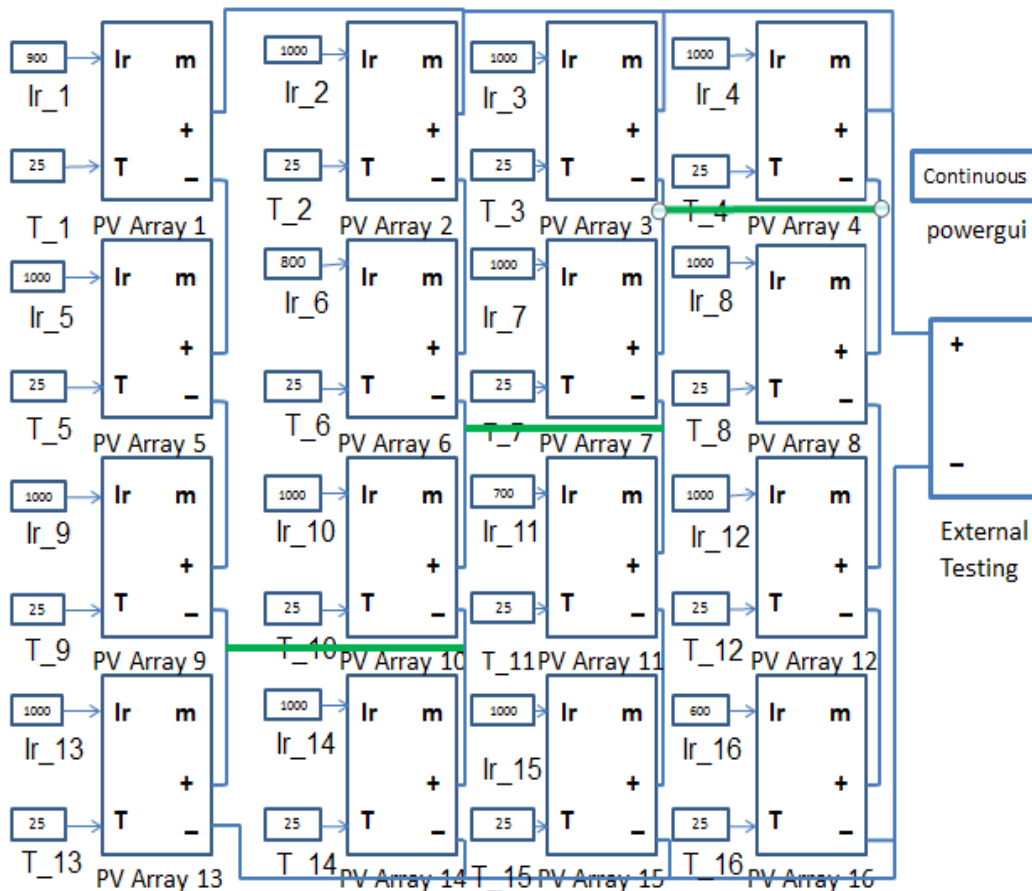 900 Ir m 1000 Ir m 1000 Ir m 1000 Ir m
Ir_1 Ir_2 Ir_3 Ir_4
+ + + +
25 T − 25 T − 25 T − 25 T −
Continuous
T_1 T_2 T_3 T_4
PV Array 1 PV Array 2 PV Array 3 PV Array 4
powergui
1000 Ir m 800 Ir m 1000 Ir m 1000 Ir m
Ir_5 Ir_6 Ir_7 Ir_8
+ + + +
+
25 T − 25 T − 25 T − 25 T −
T_5 T_6 T_7 T_8
PV Array 5 PV Array 6 PV Array 7 PV Array 8
−
1000 Ir m 1000 Ir m 700 Ir m 1000 Ir m
Ir_9 Ir_10 Ir_11 Ir_12
External
Testing
+ + + +
25 T − 25 T − 25 T − 25 T −
T_9 T_10 T_11 T_12
PV Array 9 PV Array 10 PV Array 11 PV Array 12
1000 Ir m 1000 Ir m 1000 Ir m 600 Ir m
Ir_13 Ir_14 Ir_15 Ir_16
+ + + +
25 T − 25 T − 25 T − 25 T −
T_13 T_14 T_15 T_16
PV Array 13 PV Array 14 PV Array 15 PV Array 16